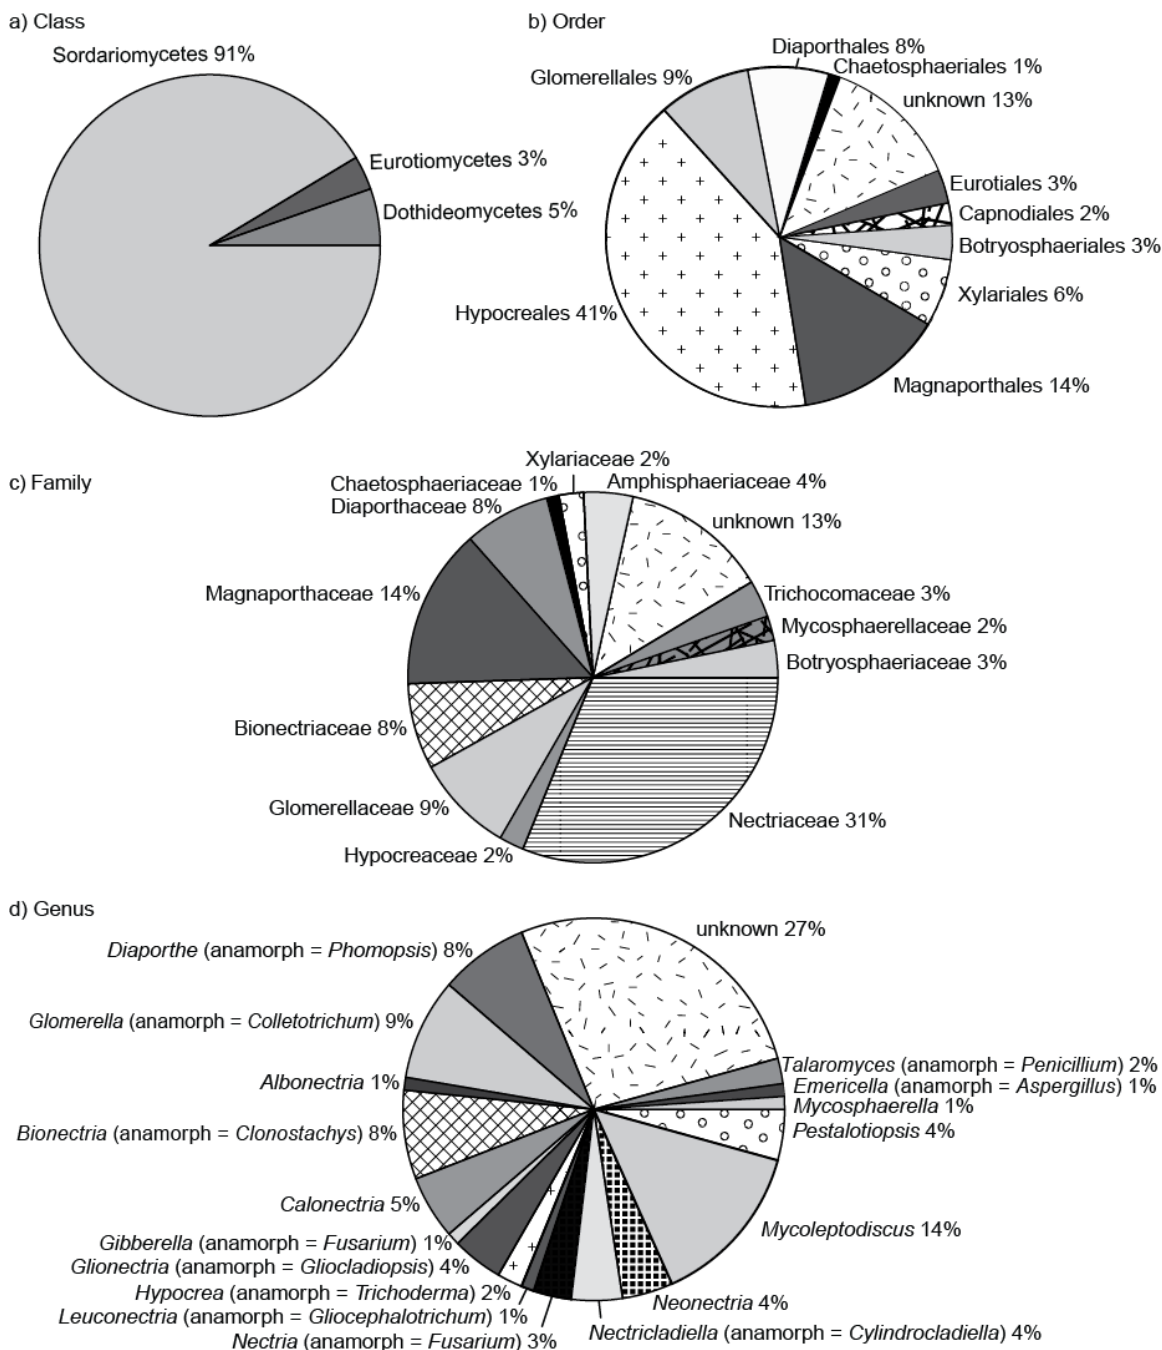 a) Class
Sordariomycetes 91%
Eurotiomycetes 3%
Dothideomycetes 5%
b) Order
Diaporthales 8%
Chaetosphaeriales 1%
Glomerellales 9%
unknown 13%
Eurotiales 3%
Capnodiales 2%
Botryosphaeriales 3%
Xylariales 6%
Hypocreales 41%
Magnaporthales 14%
c) Family
Xylariaceae 2%
Chaetosphaeriaceae 1%
Amphisphaeriaceae 4%
Diaporthaceae 8%
unknown 13%
Magnaporthaceae 14%
Trichocomaceae 3%
Mycosphaerellaceae 2%
Botryosphaeriaceae 3%
Bionectriaceae 8%
Glomerellaceae 9%
Nectriaceae 31%
Hypocreaceae 2%
d) Genus
unknown 27%
Diaporthe (anamorph = Phomopsis) 8%
Glomerella (anamorph = Colletotrichum) 9%
Talaromyces (anamorph = Penicillium) 2%
Albonectria 1%
Emericella (anamorph = Aspergillus) 1%
Mycosphaerella 1%
Bionectria (anamorph = Clonostachys) 8%
Pestalotiopsis 4%
Calonectria 5%
Mycoleptodiscus 14%
Gibberella (anamorph = Fusarium) 1%
Glionectria (anamorph = Gliocladiopsis) 4%
Hypocrea (anamorph = Trichoderma) 2%
Neonectria 4%
Leuconectria (anamorph = Gliocephalotrichum) 1%
Nectricladiella (anamorph = Cylindrocladiella) 4%
Nectria (anamorph = Fusarium) 3%